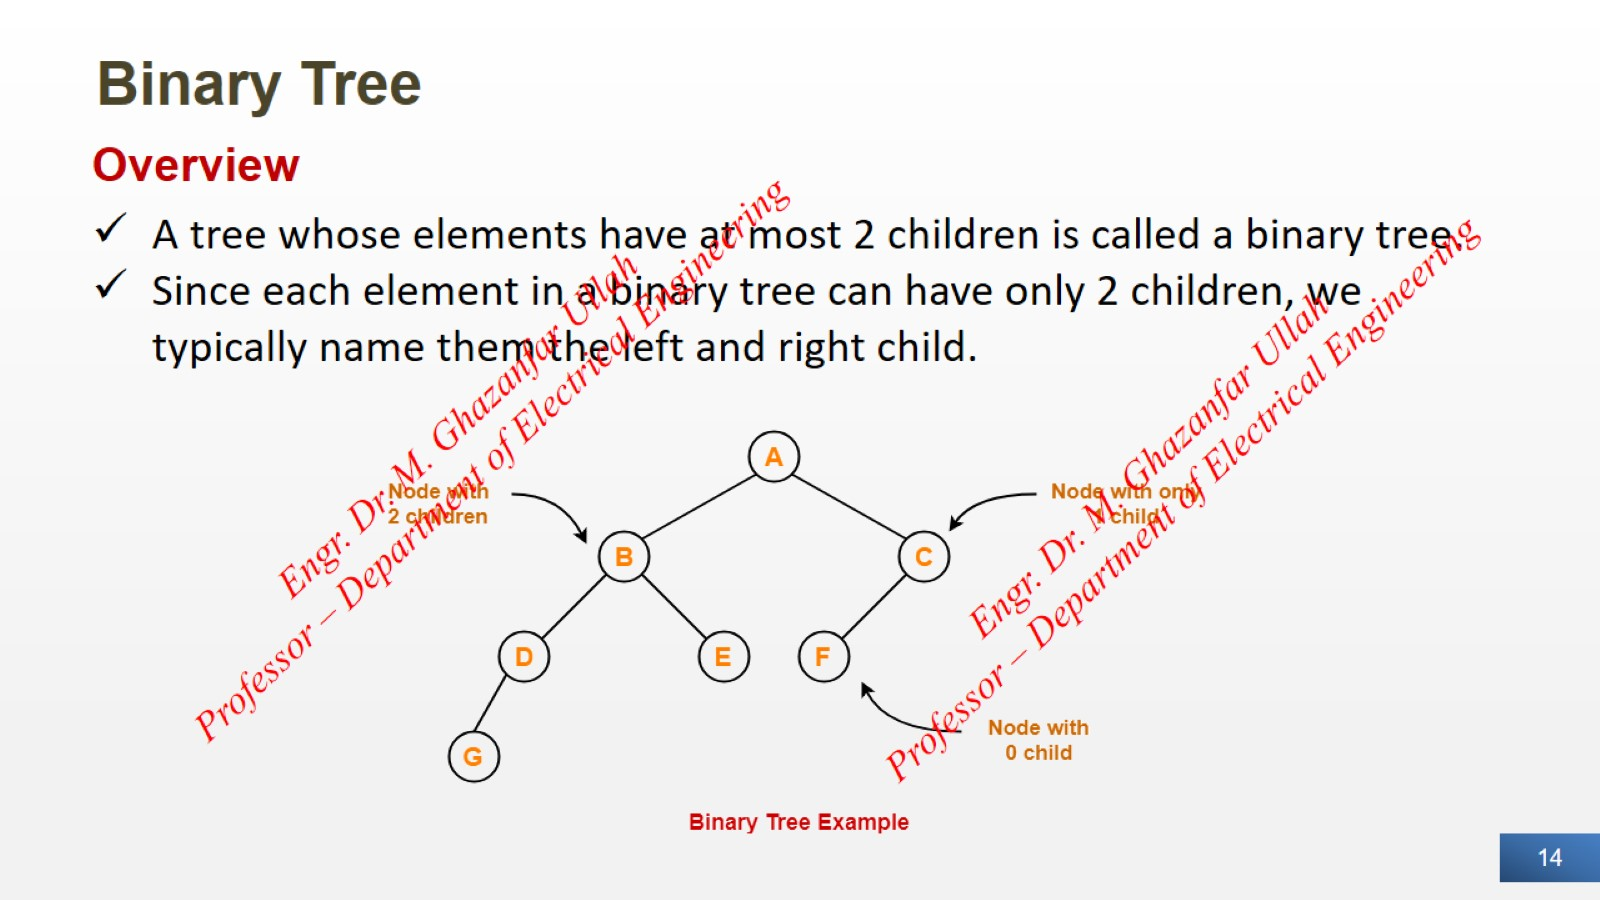 Binary Tree
Overview
✓ A tree whose elements have at most 2 children is called a binary tree.
✓ Since each element in a binary tree can have only 2 children, we
typically name them the left and right child.
A
Node with
2 children
Node with only
1 child
B
C
D
E
F
G
Node with
0 child
Binary Tree Example
14
Engr. Dr. M. Ghazanfar Ullah
Professor – Department of Electrical Engineering
Engr. Dr. M. Ghazanfar Ullah
Professor – Department of Electrical Engineering